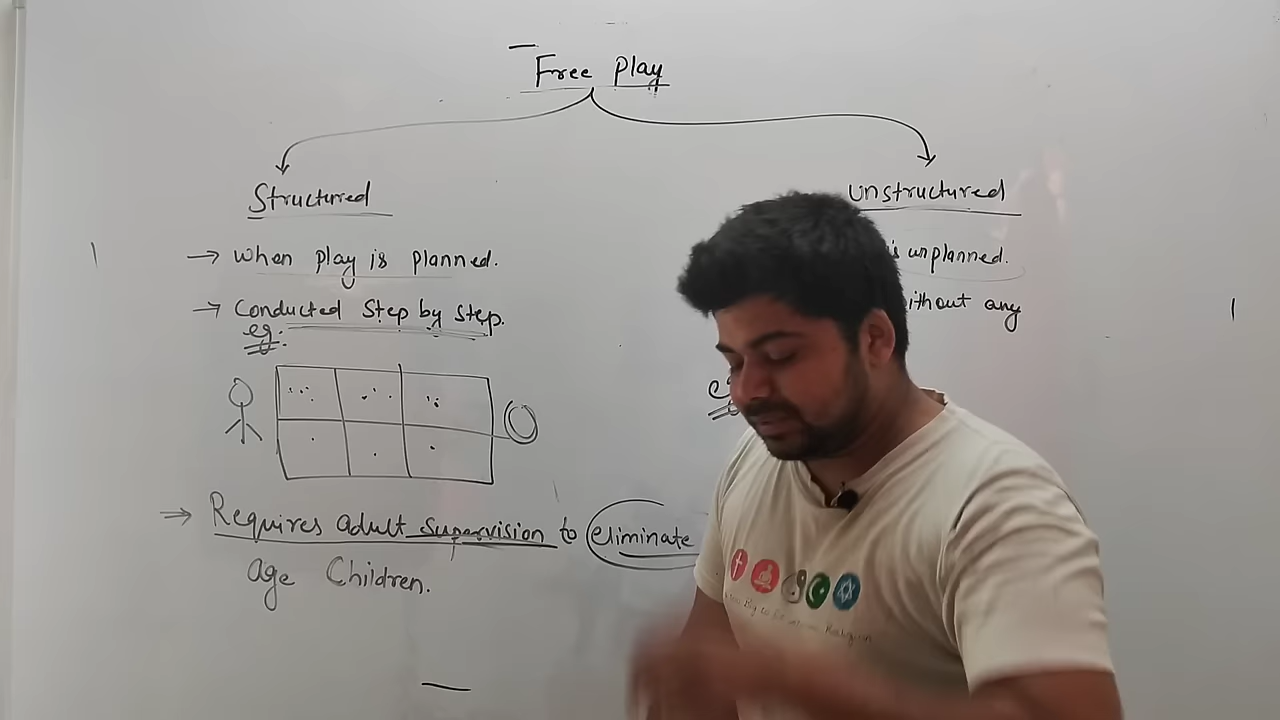 Free Play
Structured
→ When play is planned.
→ Conducted Step by Step.
eg:
→ Requires adult supervision to eliminate
age Children.
Unstructured
is unplanned.
ithout any